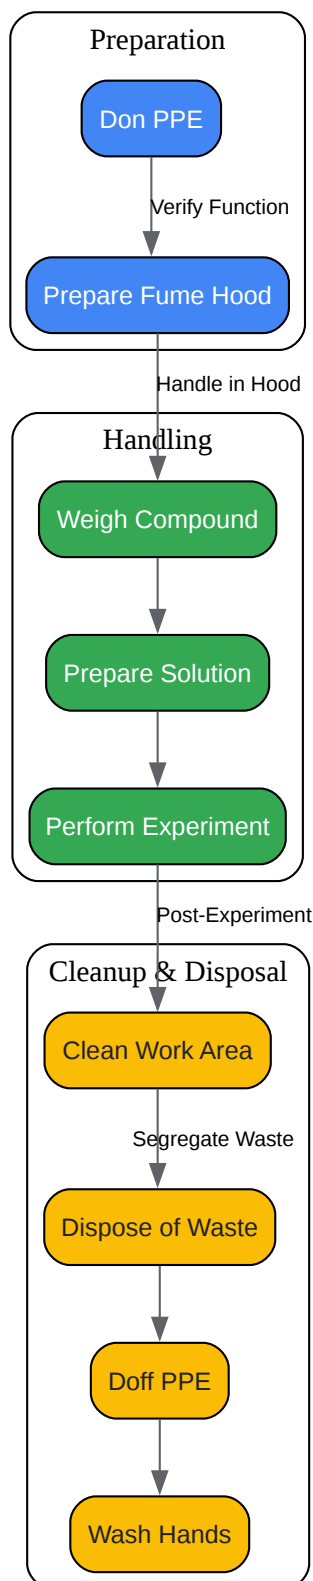 Preparation
Don PPE
Verify Function
Prepare Fume Hood
Handle in Hood
Handling
Weigh Compound
Prepare Solution
Perform Experiment
Post-Experiment
Cleanup & Disposal
Clean Work Area
Segregate Waste
Dispose of Waste
Doff PPE
Wash Hands